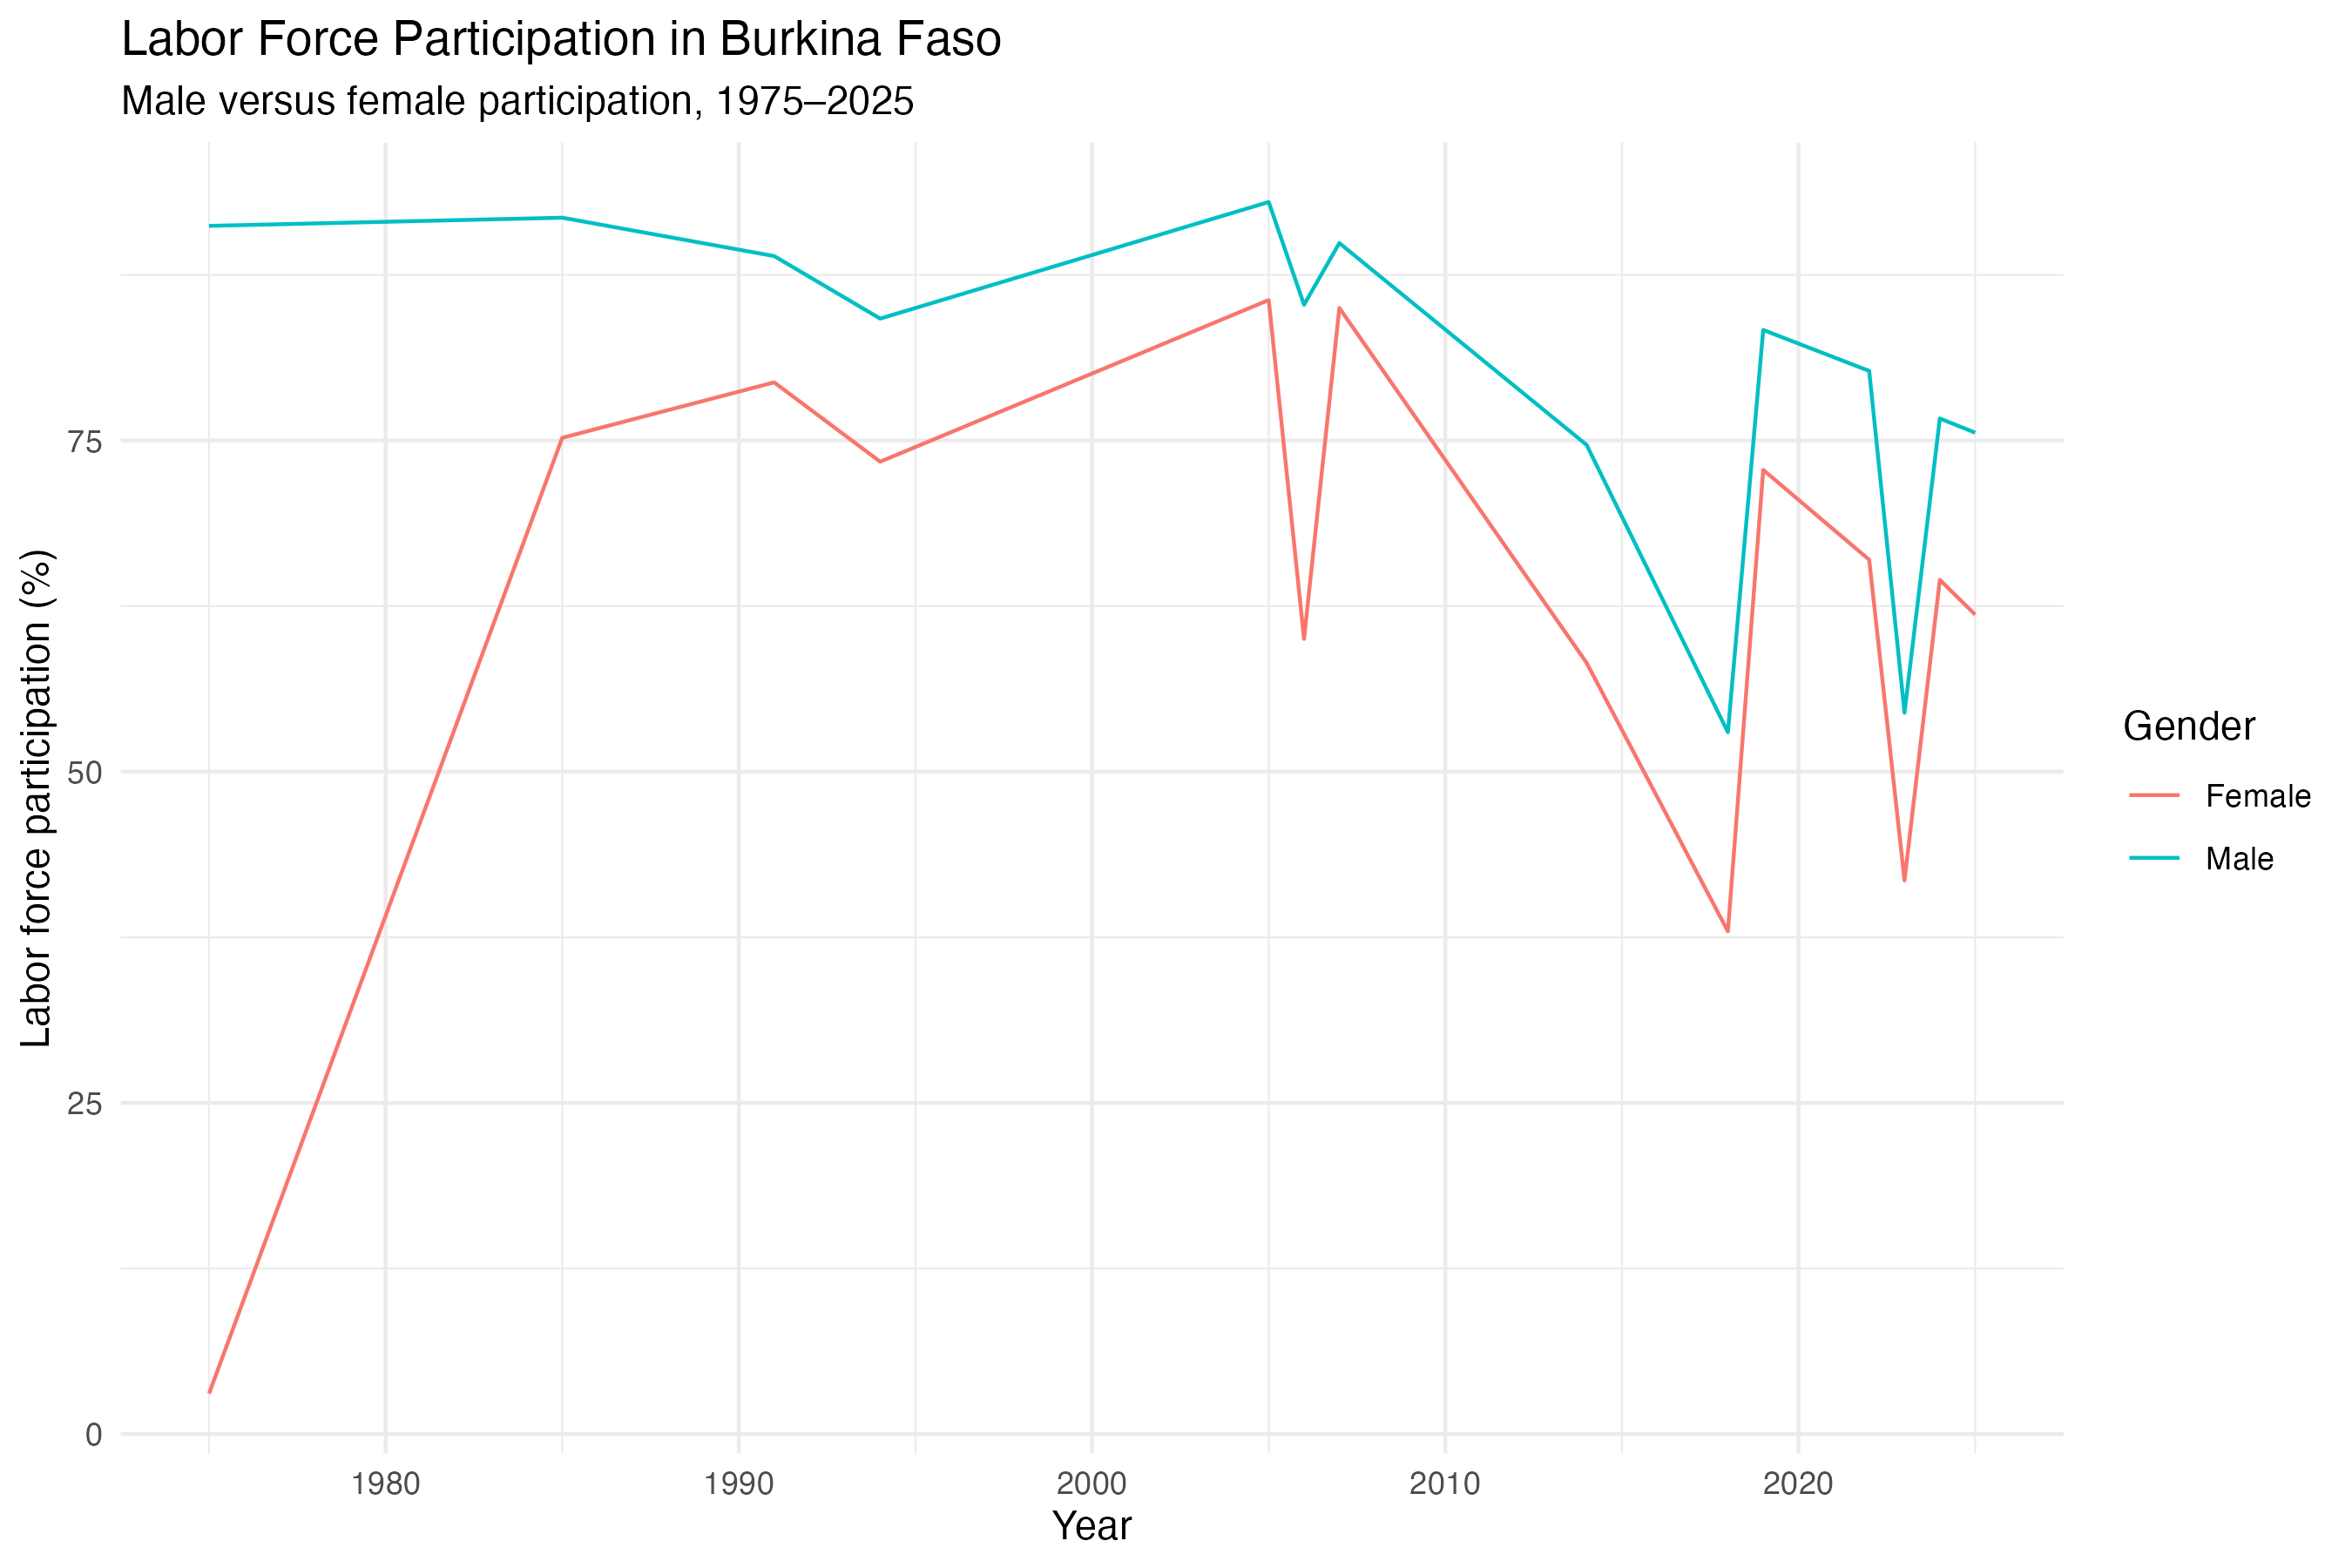 Labor Force Participation in Burkina Faso
Male versus female participation, 1975–2025
Labor force participation (%)
75
50
25
0
1980
1990
2000
2010
2020
Year
Gender
Female
Male